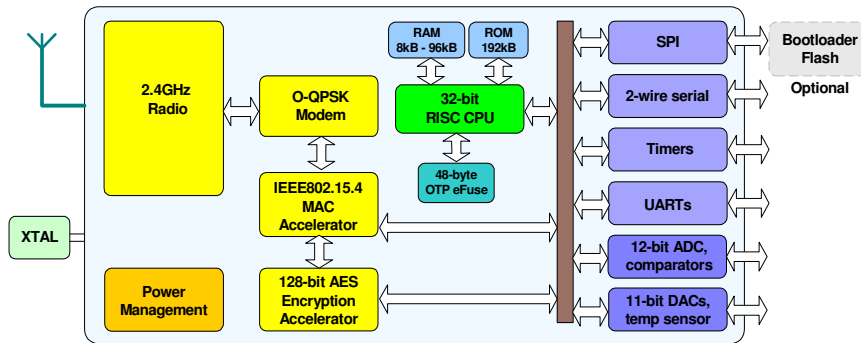 2.4GHz
Radio
O-QPSK
Modem
IEEE802.15.4
MAC
Accelerator
128-bit AES
Encryption
Accelerator
XTAL
Power
Management
RAM
8kB - 96kB
ROM
192kB
32-bit
RISC CPU
48-byte
OTP eFuse
SPI
2-wire serial
Timers
UARTs
12-bit ADC,
comparators
11-bit DACs,
temp sensor
Bootloader
Flash
Optional